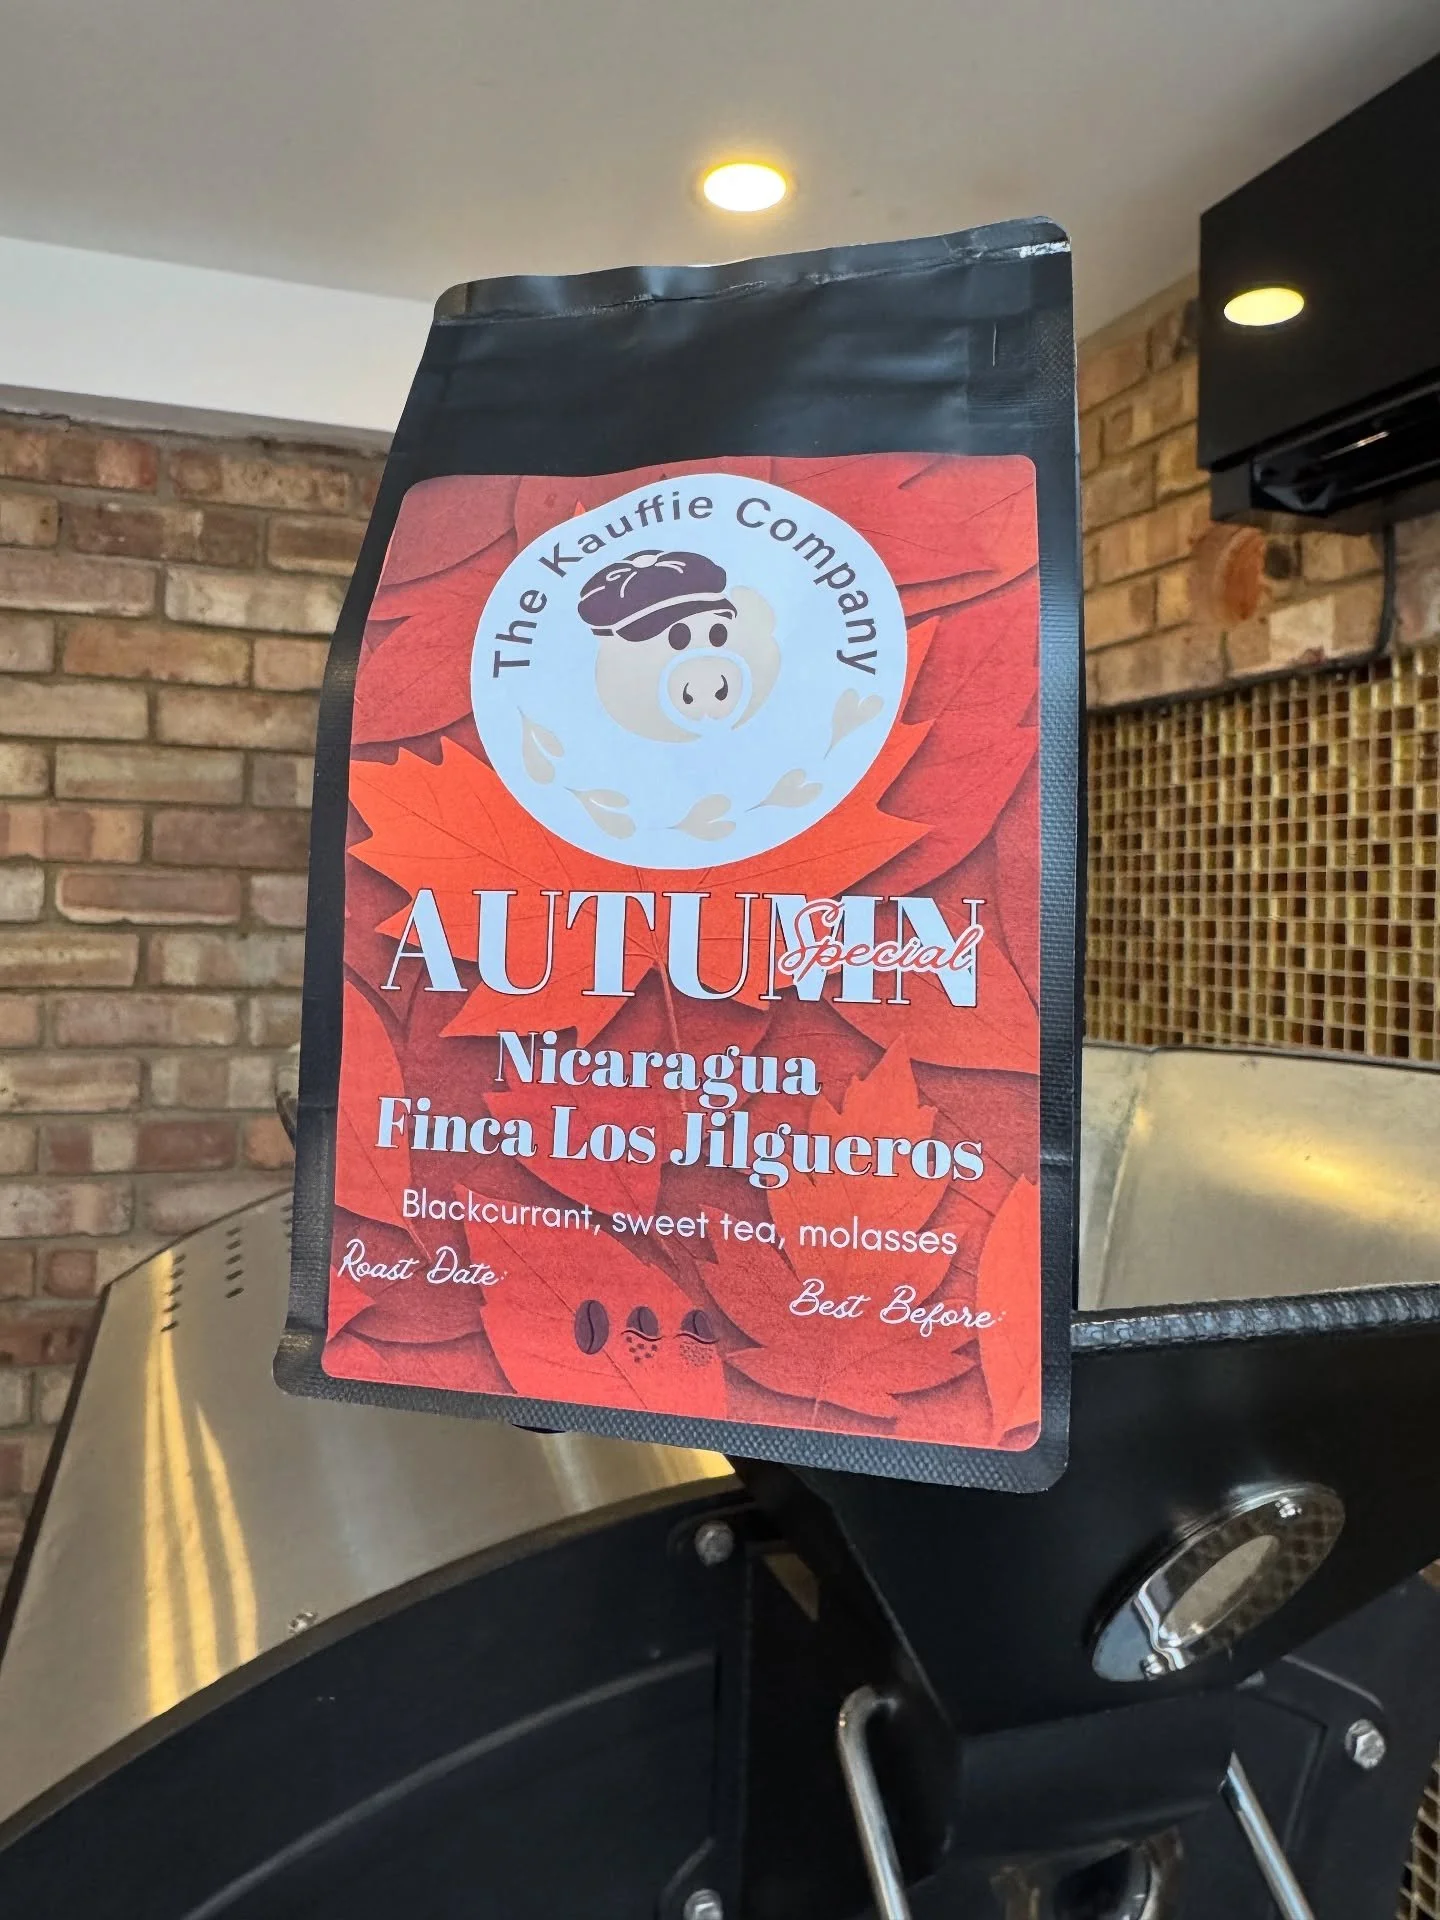 The Kauffie Company
AUTUMN
Special
Nicaragua
Finca Los Jilgueros
Blackcurrant, sweet tea, molasses
Roast Date:
Best Before: